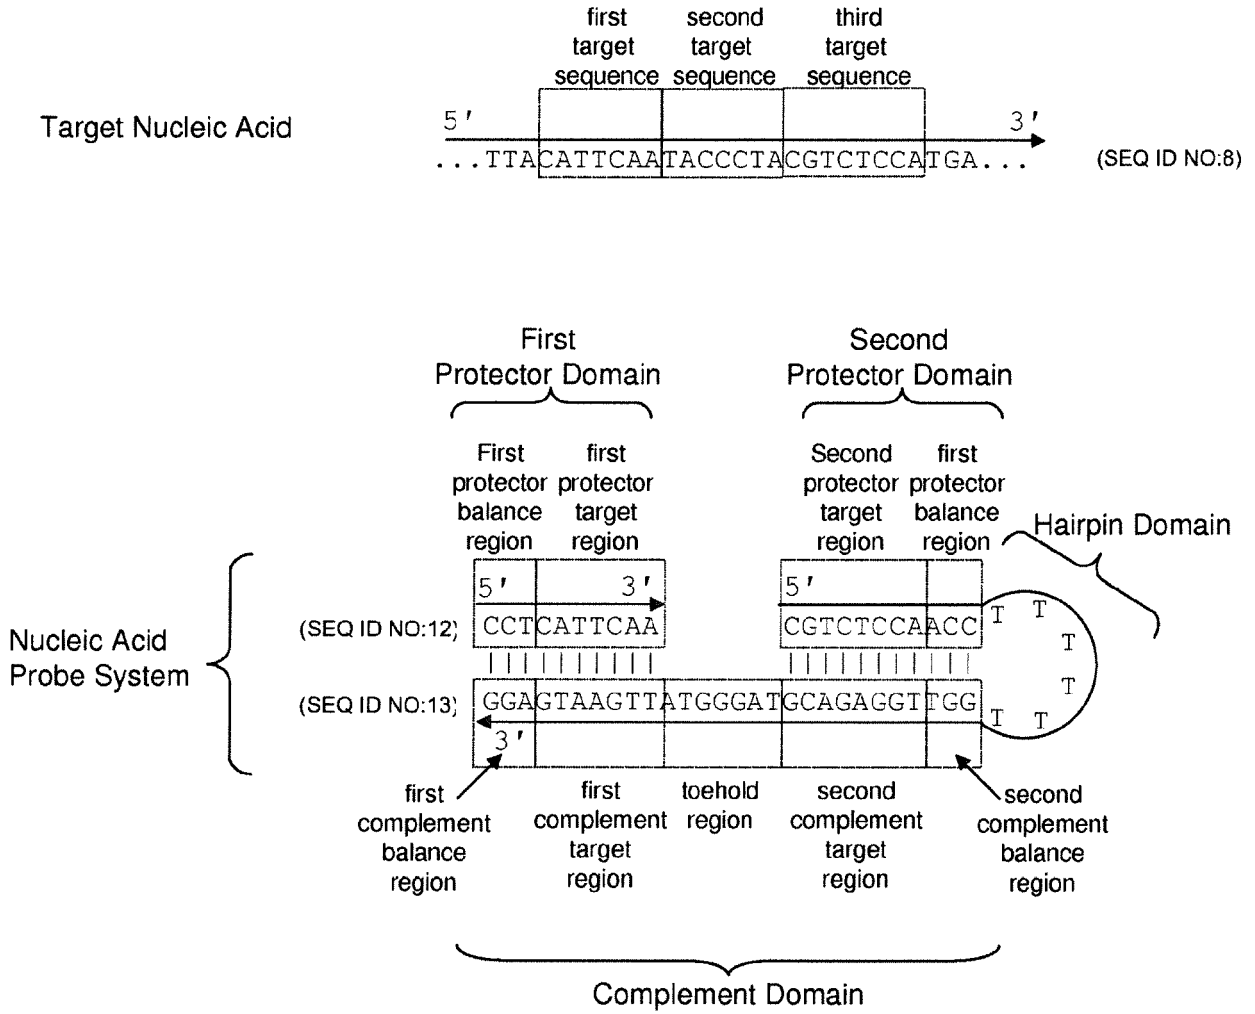 first second third
target target target
sequence sequence sequence
Target Nucleic Acid
5' 3'
...TTACATTCAATACCCTACGTCTCCATGA... (SEQ ID NO:8)
First Second
Protector Domain Protector Domain
First first Second first
protector protector protector protector
balance target target balance
region region region region
Hairpin Domain
5' 3' 5'
(SEQ ID NO:12) CCTCATTCAA CGTCTCCAACC T T
T
Nucleic Acid
Probe System
T
(SEQ ID NO:13) GGAGTAAGTTATGGGATGCAGAGGTTGG T T
3'
first first toehold second second
complement complement region complement complement
balance target target balance
region region region region
Complement Domain